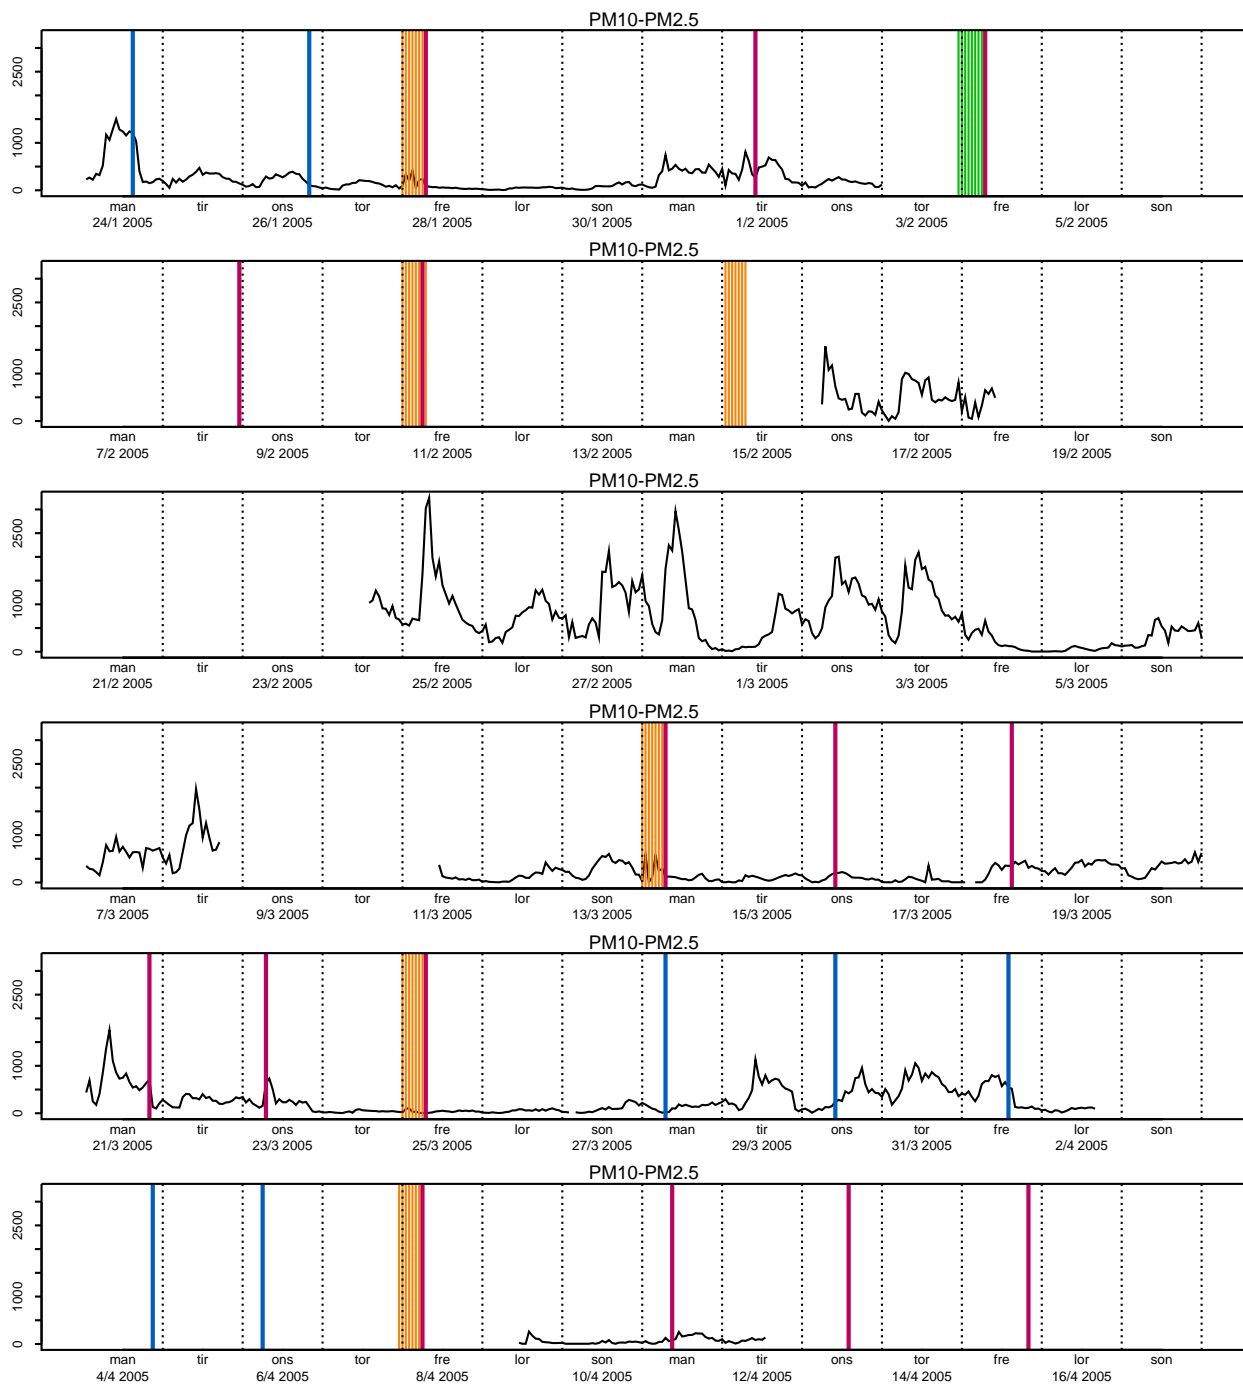 PM10-PM2.5
2500
1000
0
man tir ons tor fre lor son man tir ons tor fre lor son
24/1 2005 26/1 2005 28/1 2005 30/1 2005 1/2 2005 3/2 2005 5/2 2005
PM10-PM2.5
2500
1000
0
man tir ons tor fre lor son man tir ons tor fre lor son
7/2 2005 9/2 2005 11/2 2005 13/2 2005 15/2 2005 17/2 2005 19/2 2005
PM10-PM2.5
2500
1000
0
man tir ons tor fre lor son man tir ons tor fre lor son
21/2 2005 23/2 2005 25/2 2005 27/2 2005 1/3 2005 3/3 2005 5/3 2005
PM10-PM2.5
2500
1000
0
man tir ons tor fre lor son man tir ons tor fre lor son
7/3 2005 9/3 2005 11/3 2005 13/3 2005 15/3 2005 17/3 2005 19/3 2005
PM10-PM2.5
2500
1000
0
man tir ons tor fre lor son man tir ons tor fre lor son
21/3 2005 23/3 2005 25/3 2005 27/3 2005 29/3 2005 31/3 2005 2/4 2005
PM10-PM2.5
2500
1000
0
man tir ons tor fre lor son man tir ons tor fre lor son
4/4 2005 6/4 2005 8/4 2005 10/4 2005 12/4 2005 14/4 2005 16/4 2005